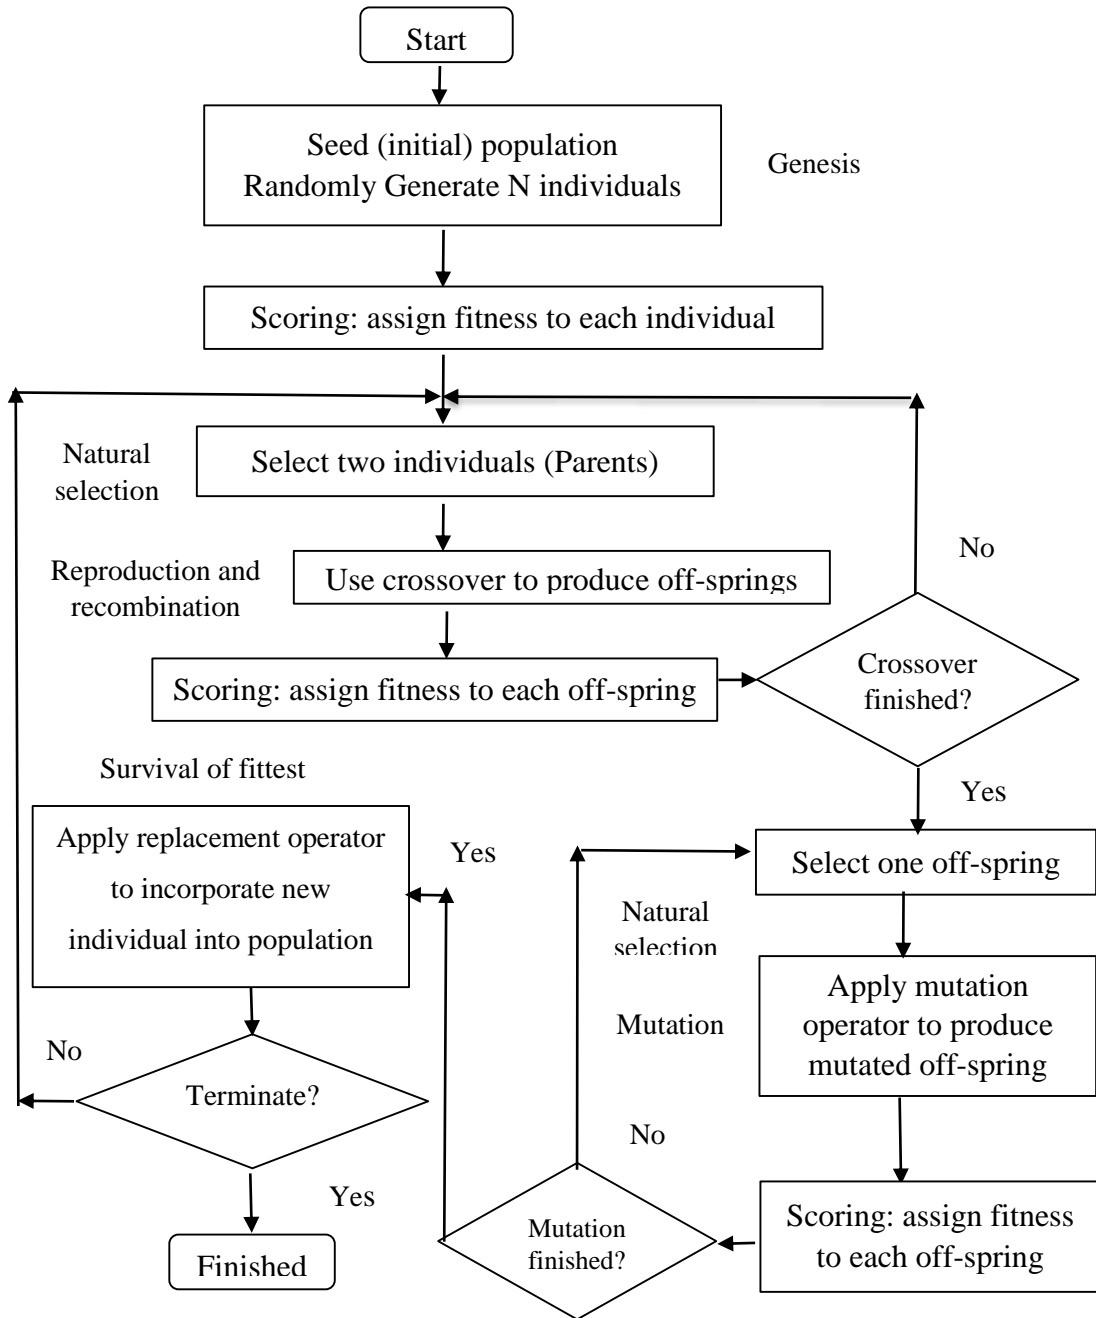 Start
Seed (initial) population
Randomly Generate N individuals
Genesis
Scoring: assign fitness to each individual
Natural
selection
Select two individuals (Parents)
No
Reproduction and
recombination
Use crossover to produce off-springs
Scoring: assign fitness to each off-spring
Crossover
finished?
Survival of fittest
Yes
Apply replacement operator
to incorporate new
individual into population
Yes
Select one off-spring
Natural
selection
Mutation
Apply mutation
operator to produce
mutated off-spring
No
Terminate?
No
Yes
Mutation
finished?
Scoring: assign fitness
to each off-spring
Finished